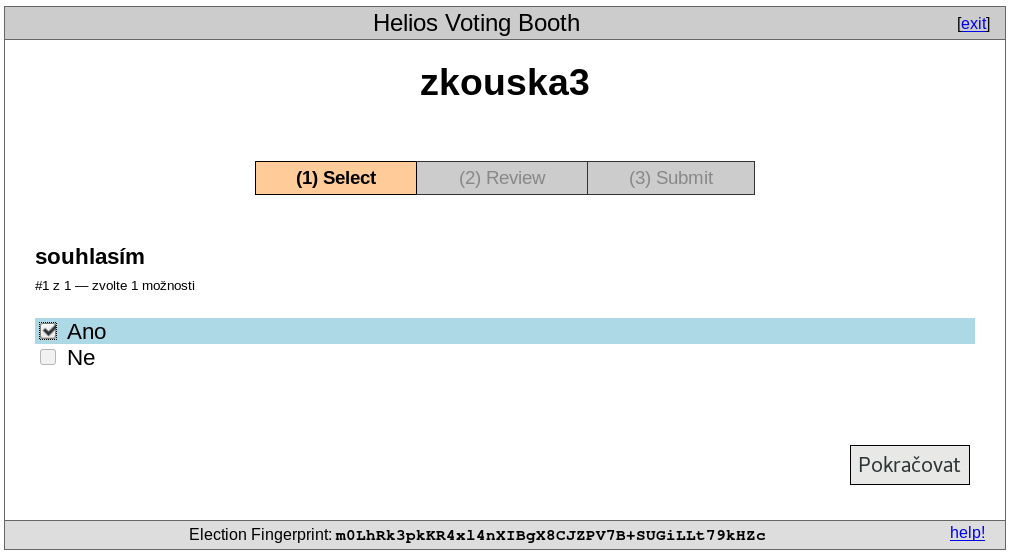 Helios Voting Booth [exit]
zkouska3
(1) Select (2) Review (3) Submit
souhlasím
#1 z 1 — zvolte 1 možnosti
Ano
Ne
Pokračovat
Election Fingerprint: m0LhRk3pkKR4xl4nXIBgX8CJZPV7B+SUGiLLt79kHZc help!